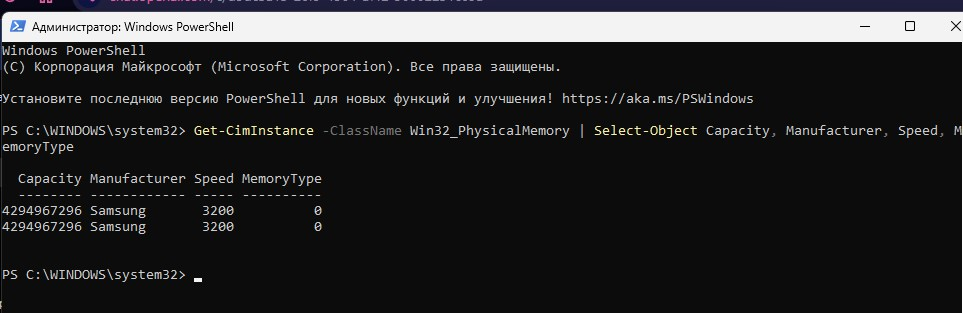 Администратор: Windows PowerShell
Windows PowerShell
(C) Корпорация Майкрософт (Microsoft Corporation). Все права защищены.
Установите последнюю версию PowerShell для новых функций и улучшения! https://aka.ms/PSWindows
PS C:\WINDOWS\system32> Get-CimInstance -ClassName Win32_PhysicalMemory | Select-Object Capacity, Manufacturer, Speed, M
emoryType
Capacity Manufacturer Speed MemoryType
-------- ------------ ----- ----------
4294967296 Samsung 3200 0
4294967296 Samsung 3200 0
PS C:\WINDOWS\system32>